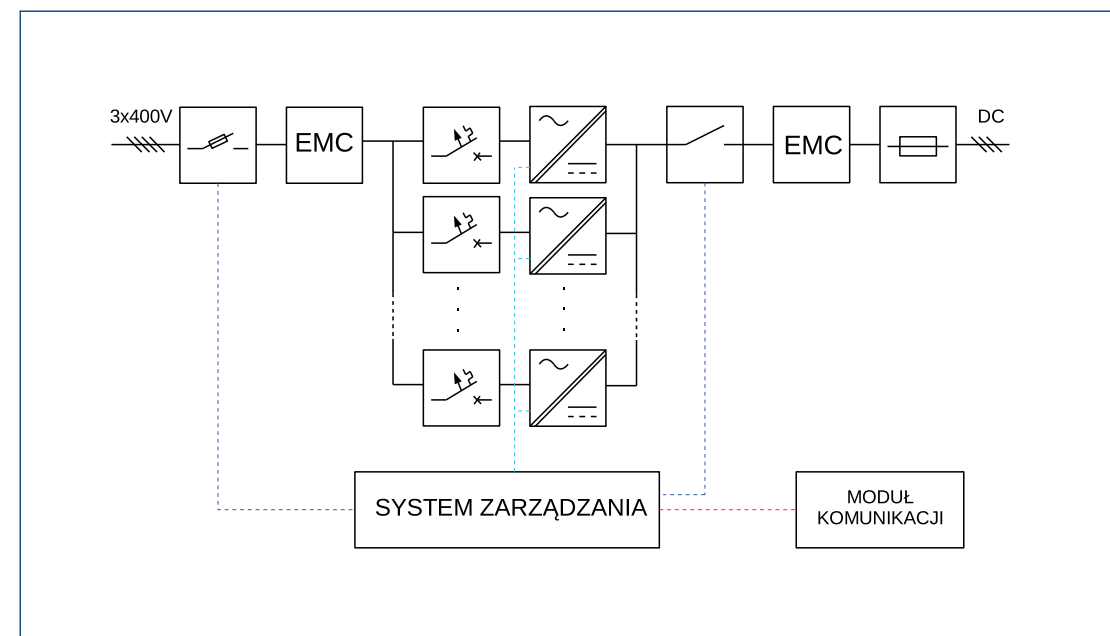 3x400V
EMC
EMC
DC
SYSTEM ZARZĄDZANIA
MODUŁ
KOMUNIKACJI